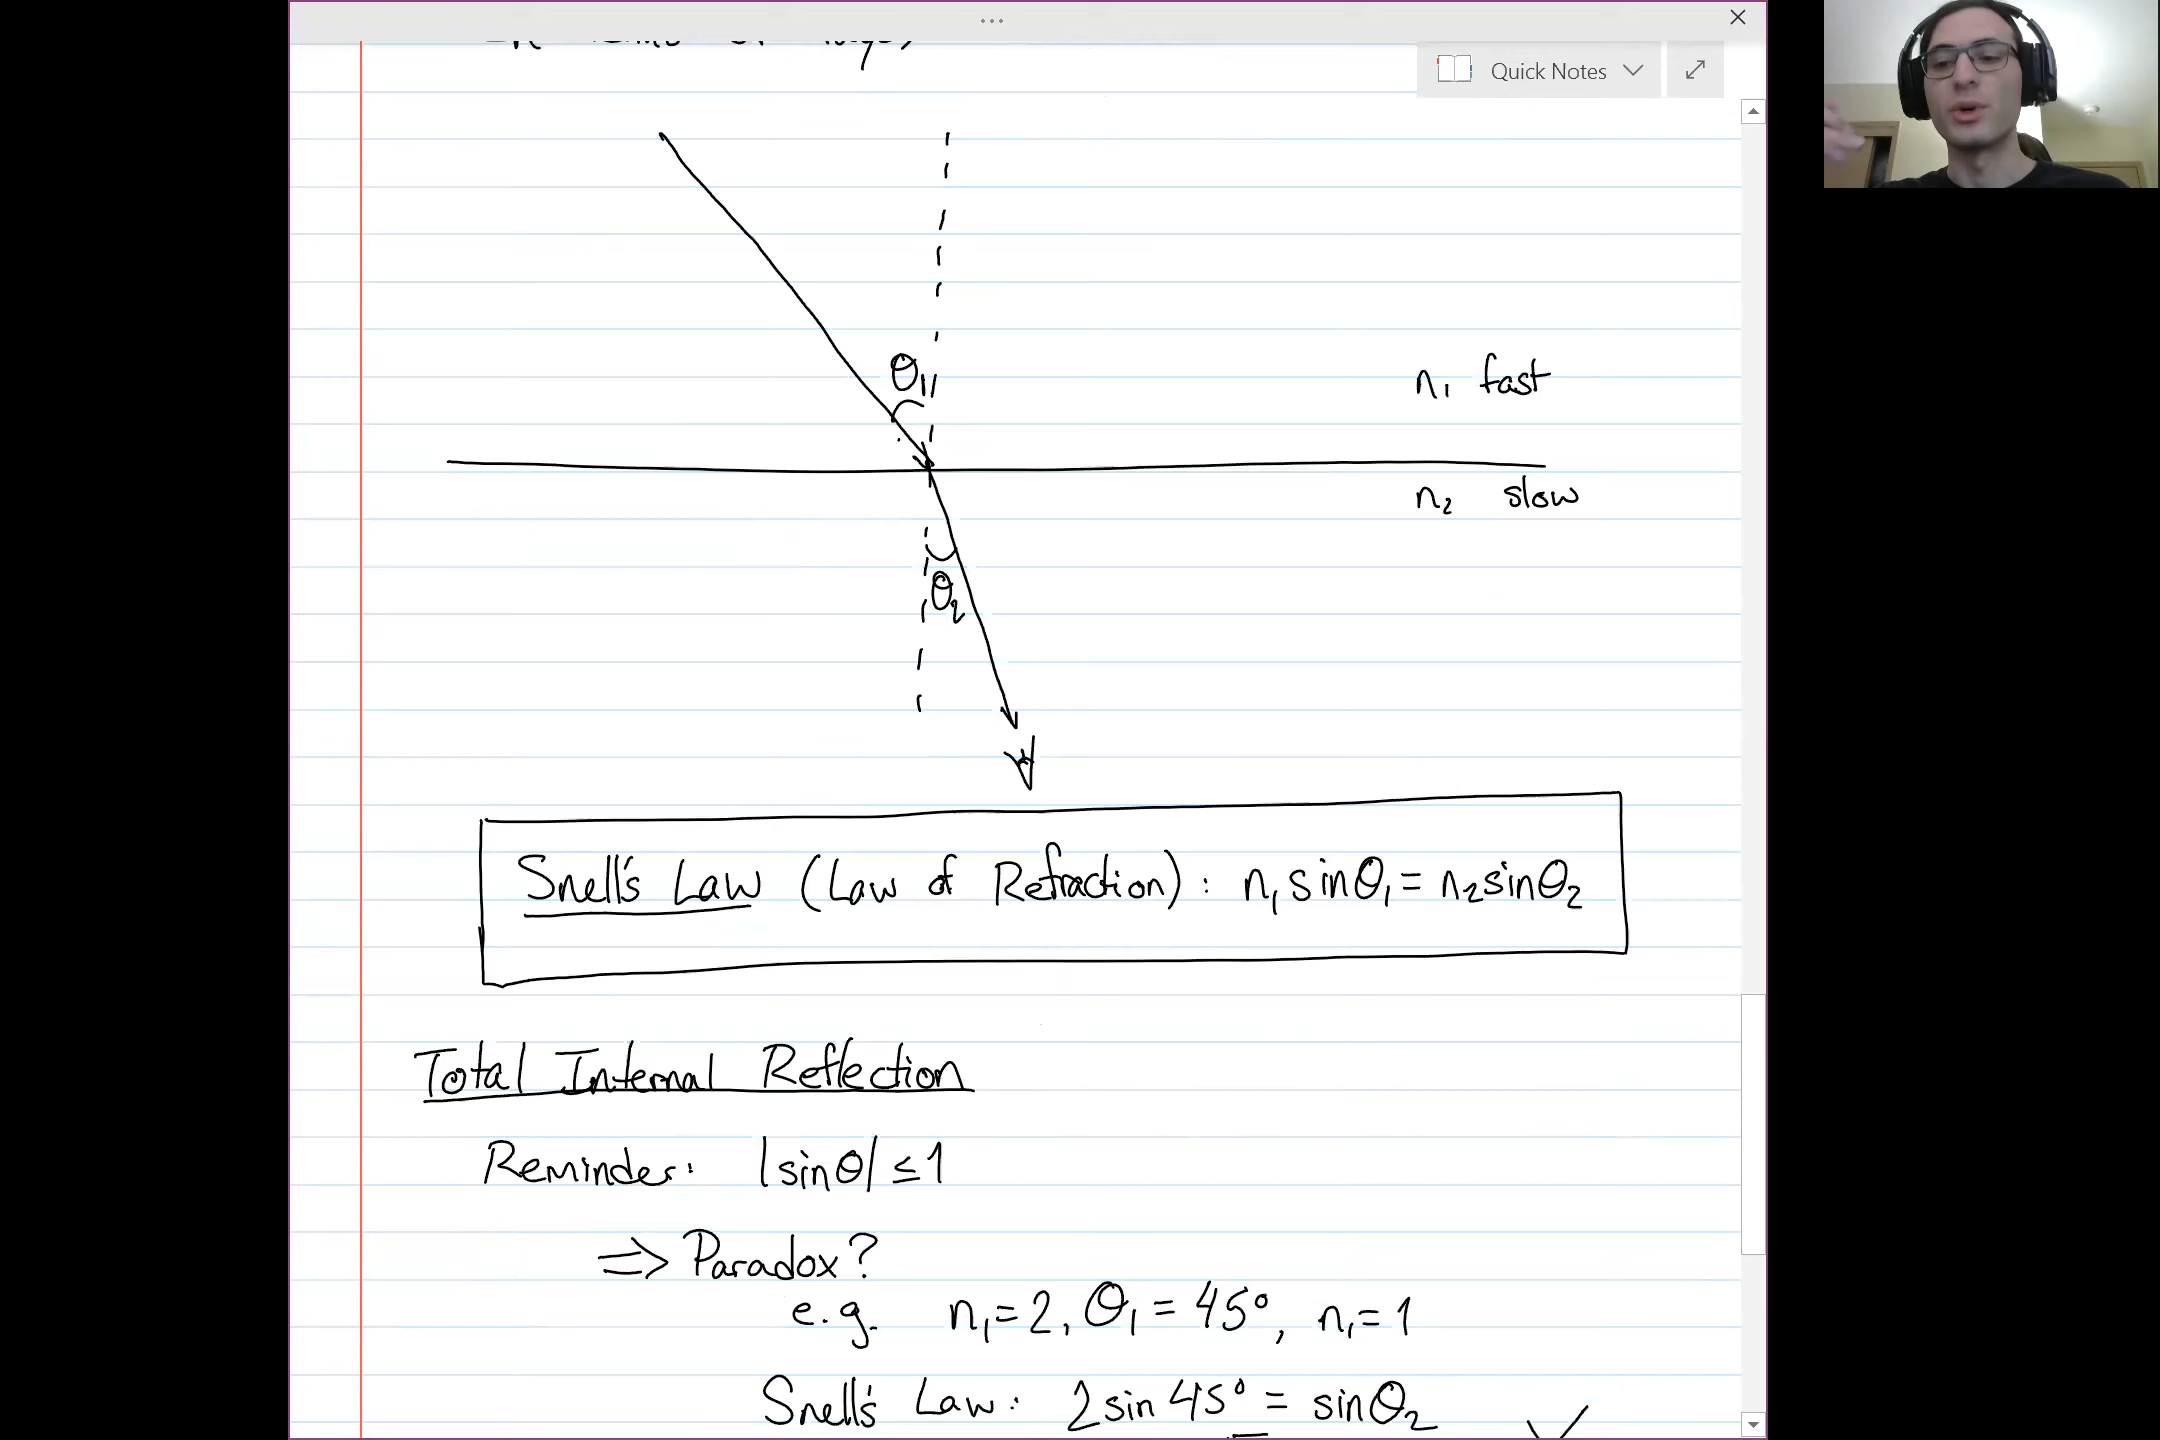 Quick Notes
θ₁
n₁ fast
n₂ slow
θ₂
Snell's Law (Law of Refraction): n₁ sinθ₁ = n₂ sinθ₂
Total Internal Reflection
Reminder: |sinθ| ≤ 1
⇒ Paradox?
e.g. n₁ = 2, θ₁ = 45°, n₁ = 1
Snell's Law: 2 sin 45° = sinθ₂